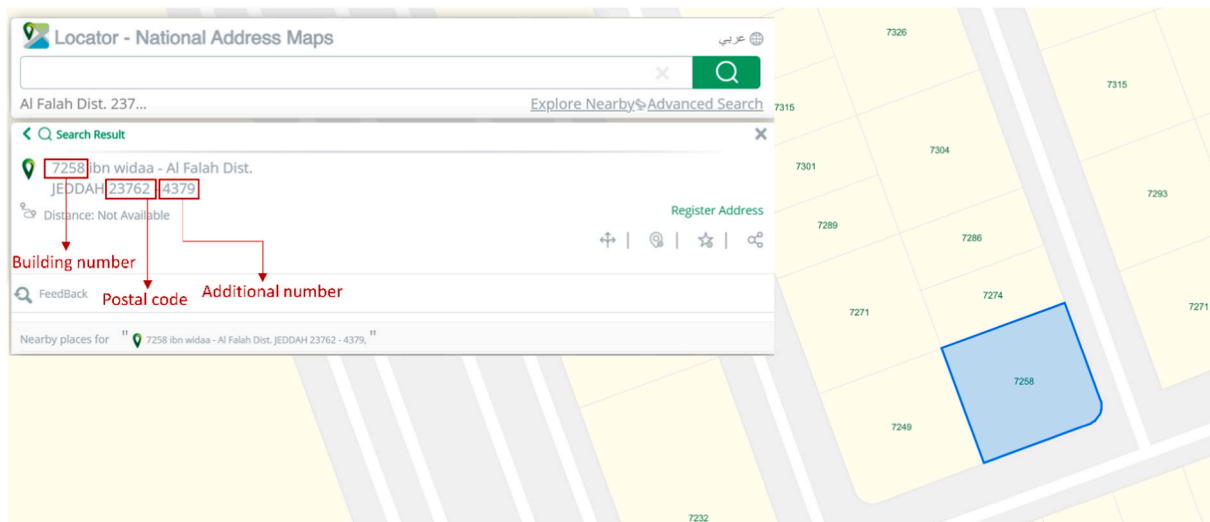 Locator - National Address Maps
عربي
Al Falah Dist. 237...
Explore Nearby Advanced Search
Search Result
7258 ibn widaa - Al Falah Dist.
JEDDAH 23762 - 4379
Distance: Not Available
Register Address
Building number
Postal code
Additional number
FeedBack
Nearby places for " 7258 ibn widaa - Al Falah Dist. JEDDAH 23762 - 4379, "
7326
7315
7315
7304
7301
7293
7289
7286
7274
7271
7271
7258
7249
7232